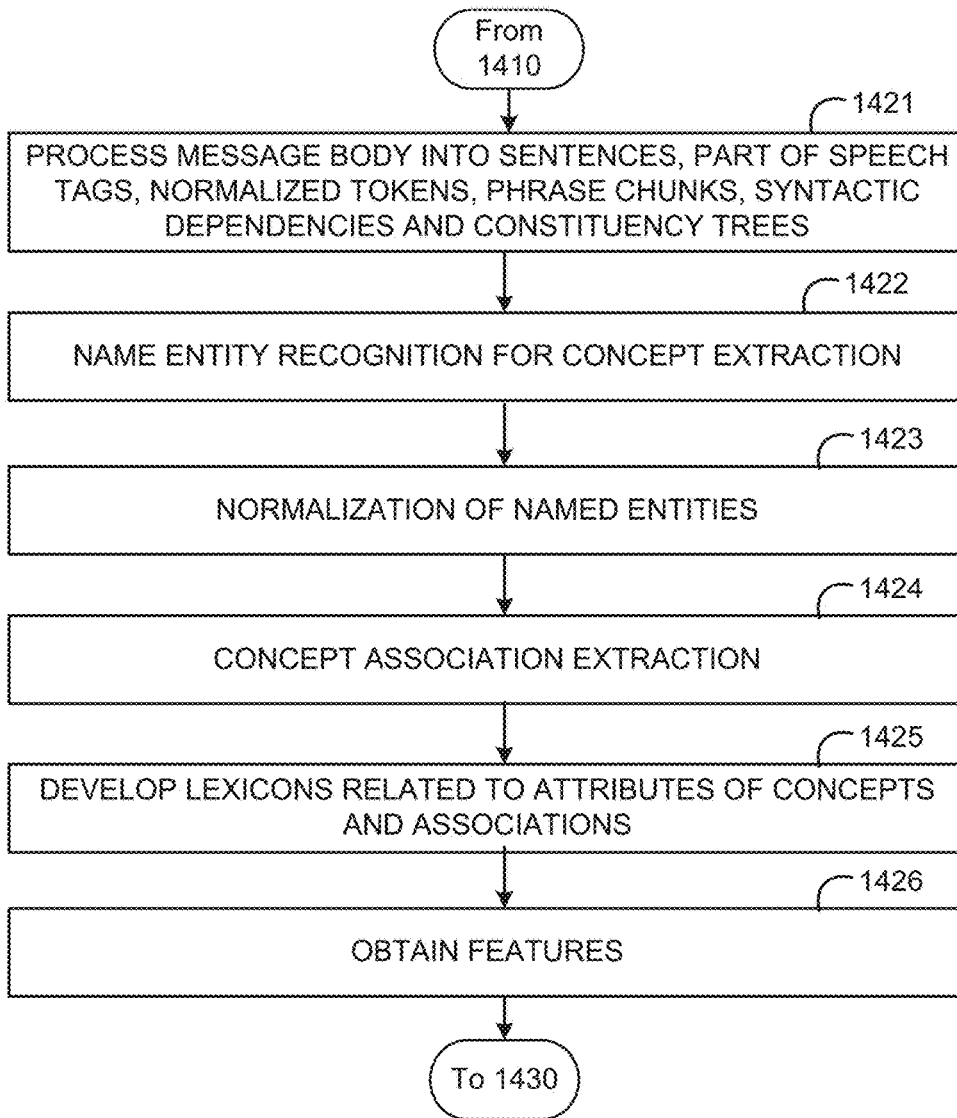 From
1410
1421
PROCESS MESSAGE BODY INTO SENTENCES, PART OF SPEECH
TAGS, NORMALIZED TOKENS, PHRASE CHUNKS, SYNTACTIC
DEPENDENCIES AND CONSTITUENCY TREES
1422
NAME ENTITY RECOGNITION FOR CONCEPT EXTRACTION
1423
NORMALIZATION OF NAMED ENTITIES
1424
CONCEPT ASSOCIATION EXTRACTION
1425
DEVELOP LEXICONS RELATED TO ATTRIBUTES OF CONCEPTS
AND ASSOCIATIONS
1426
OBTAIN FEATURES
To 1430